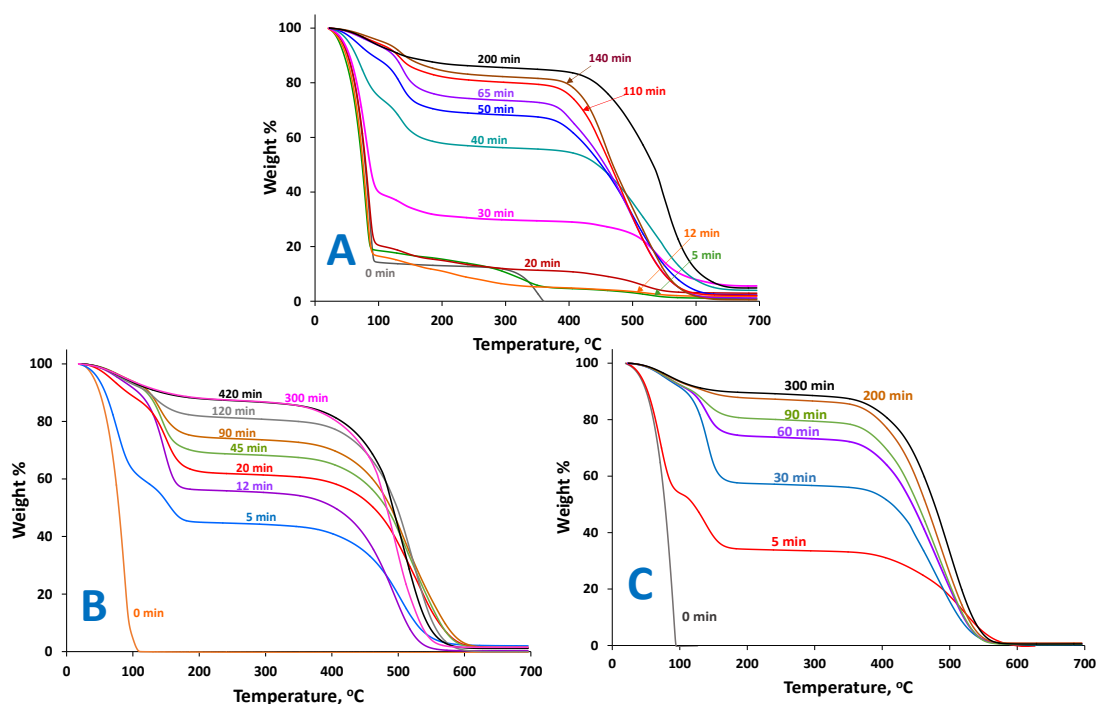 100
80
60
40
20
0
Weight %
200 min
140 min
110 min
65 min
50 min
40 min
30 min
20 min
12 min
5 min
0 min
A
0 100 200 300 400 500 600 700
Temperature, ᵒC
100
80
60
40
20
0
Weight %
420 min
300 min
120 min
90 min
45 min
20 min
12 min
5 min
0 min
B
0 100 200 300 400 500 600 700
Temperature, ᵒC
100
80
60
40
20
0
Weight %
300 min
200 min
90 min
60 min
30 min
5 min
0 min
C
0 100 200 300 400 500 600 700
Temperature, ᵒC